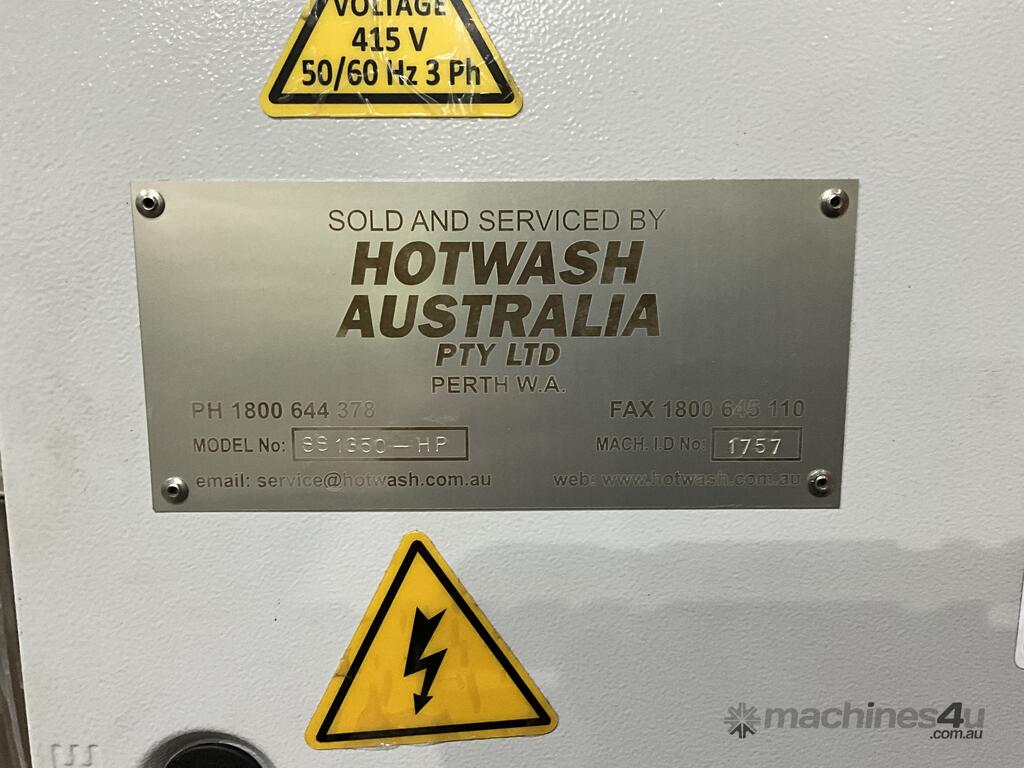 VOLTAGE
415 V
50/60 Hz 3 Ph
SOLD AND SERVICED BY
HOTWASH
AUSTRALIA
PTY LTD
PERTH W.A.
PH 1800 644 378
FAX 1800 645 110
MODEL No: SS1350-HP
MACH. I.D No: 1757
email: service@hotwash.com.au
web: www.hotwash.com.au
machines4u
.com.au